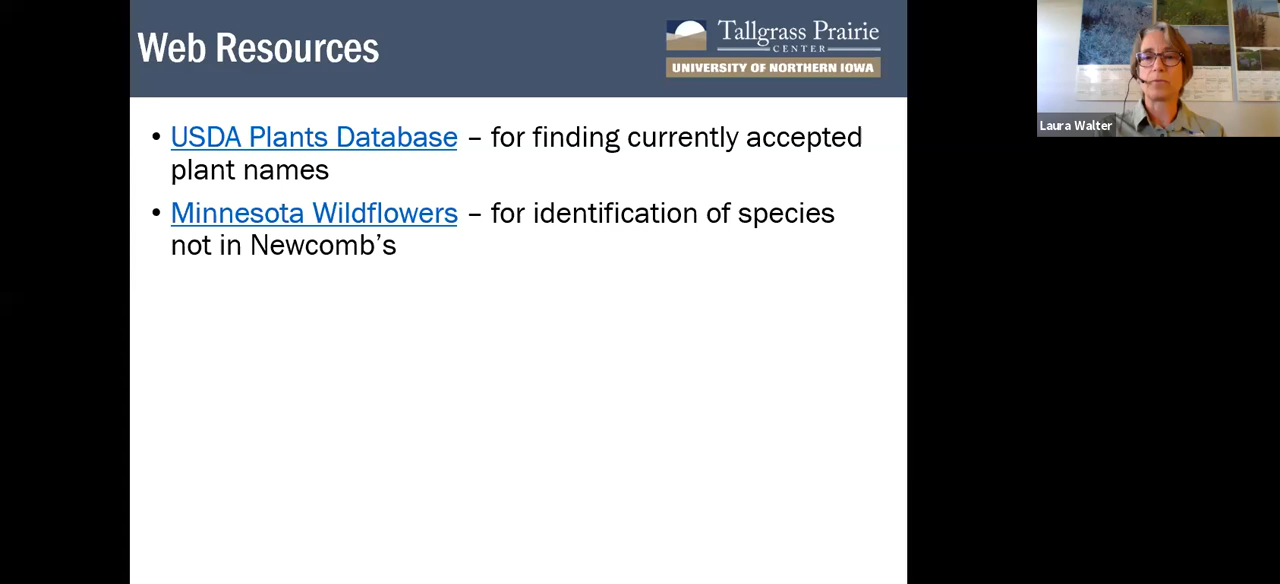 Web Resources
Tallgrass Prairie
CENTER
UNIVERSITY OF NORTHERN IOWA
• USDA Plants Database – for finding currently accepted
plant names
• Minnesota Wildflowers – for identification of species
not in Newcomb’s
Laura Walter